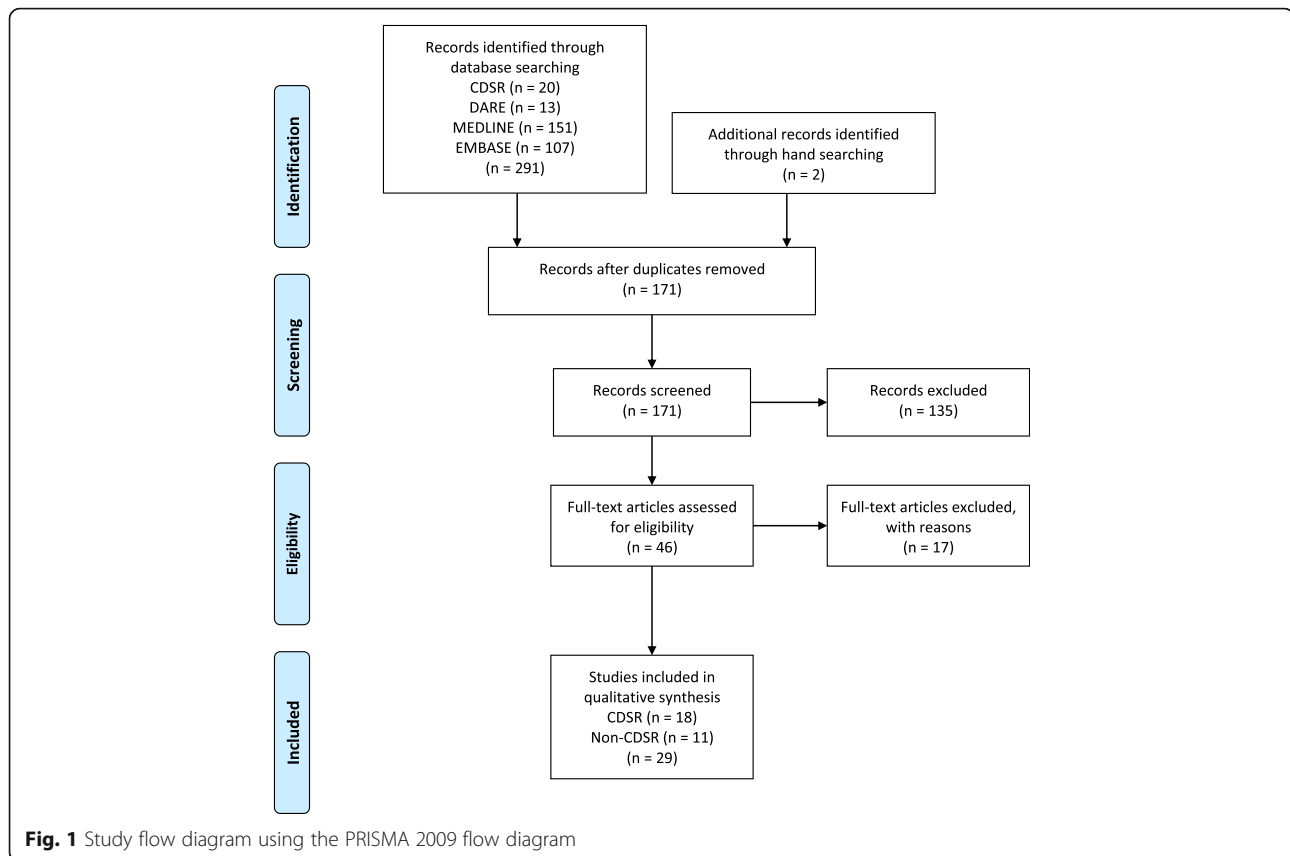 Identification
Records identified through
database searching
CDSR (n = 20)
DARE (n = 13)
MEDLINE (n = 151)
EMBASE (n = 107)
(n = 291)
Additional records identified
through hand searching
(n = 2)
Records after duplicates removed
(n = 171)
Screening
Records screened
(n = 171)
Records excluded
(n = 135)
Eligibility
Full-text articles assessed
for eligibility
(n = 46)
Full-text articles excluded,
with reasons
(n = 17)
Included
Studies included in
qualitative synthesis
CDSR (n = 18)
Non-CDSR (n = 11)
(n = 29)
Fig. 1 Study flow diagram using the PRISMA 2009 flow diagram